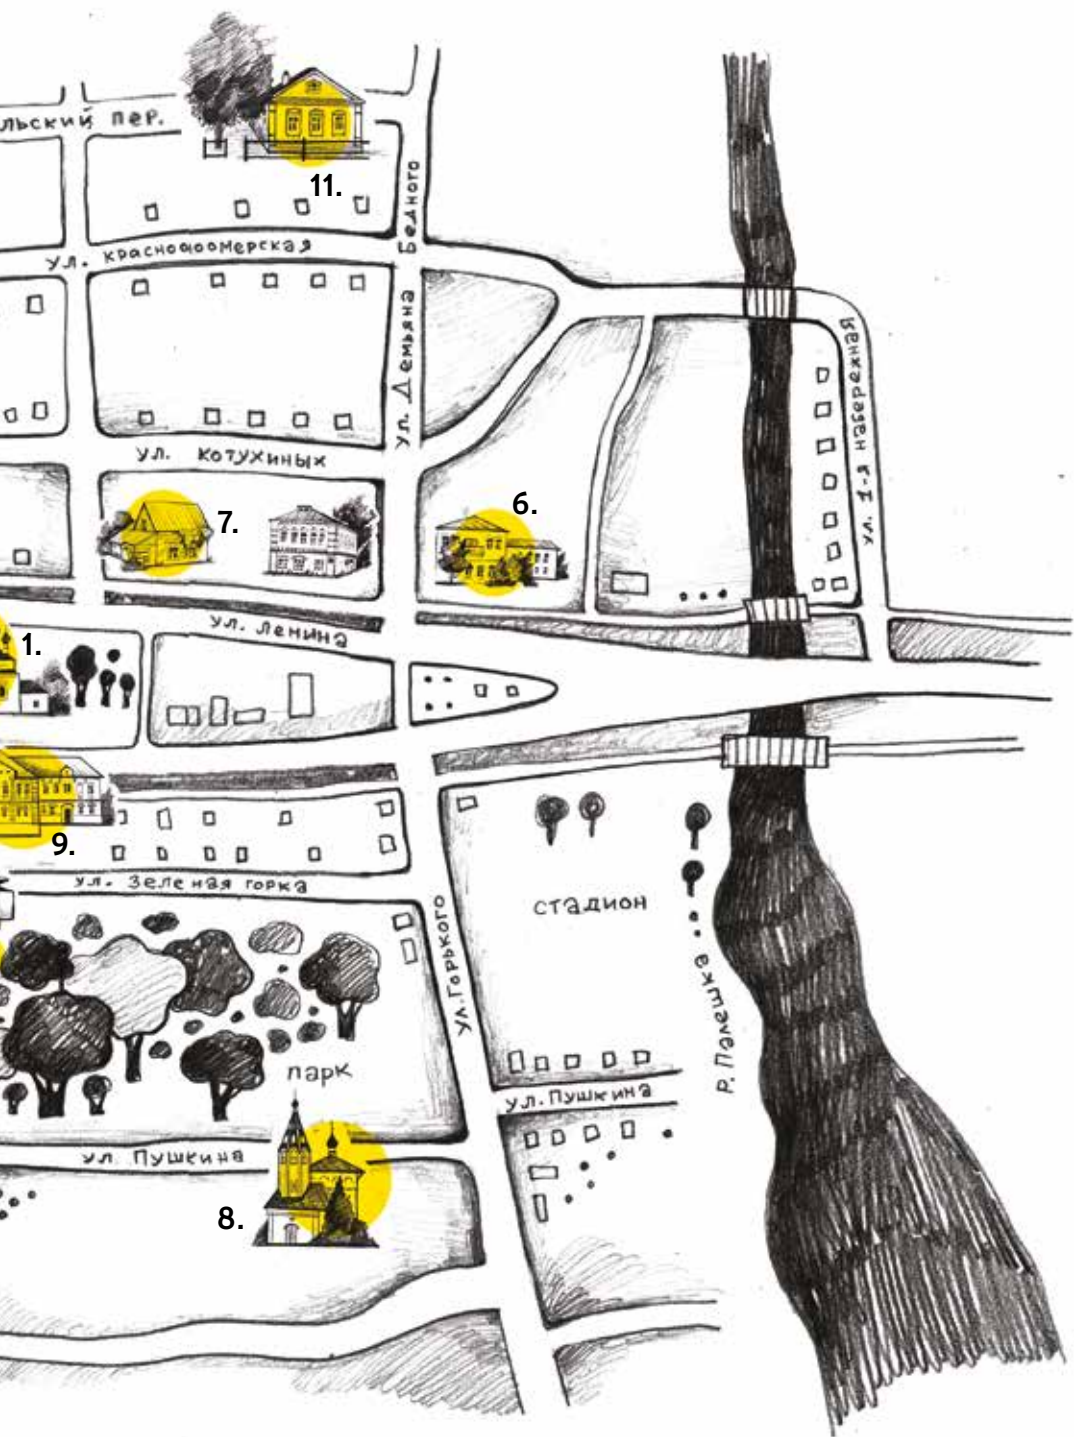 льский пер.
11.
ул. красноармерская
ул. Демьяна Бедного
ул. 1-я набережная
ул. котухиных
7.
6.
ул. Ленина
1.
9.
ул. Зеленая горка
стадион
ул. Горького
р. Палешка
парк
ул. Пушкина
ул. Пушкина
8.